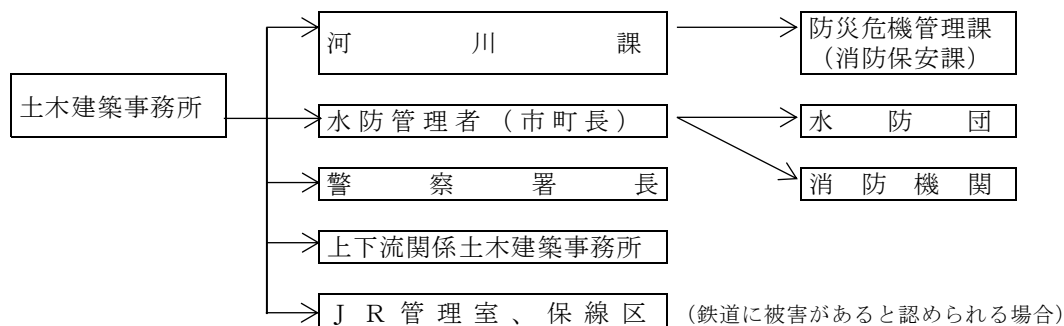 河川課
防災危機管理課
（消防保安課）
土木建築事務所
水防管理者（市町長）
水防団
警察署長
消防機関
上下流関係土木建築事務所
ＪＲ管理室、保線区 (鉄道に被害があると認められる場合)